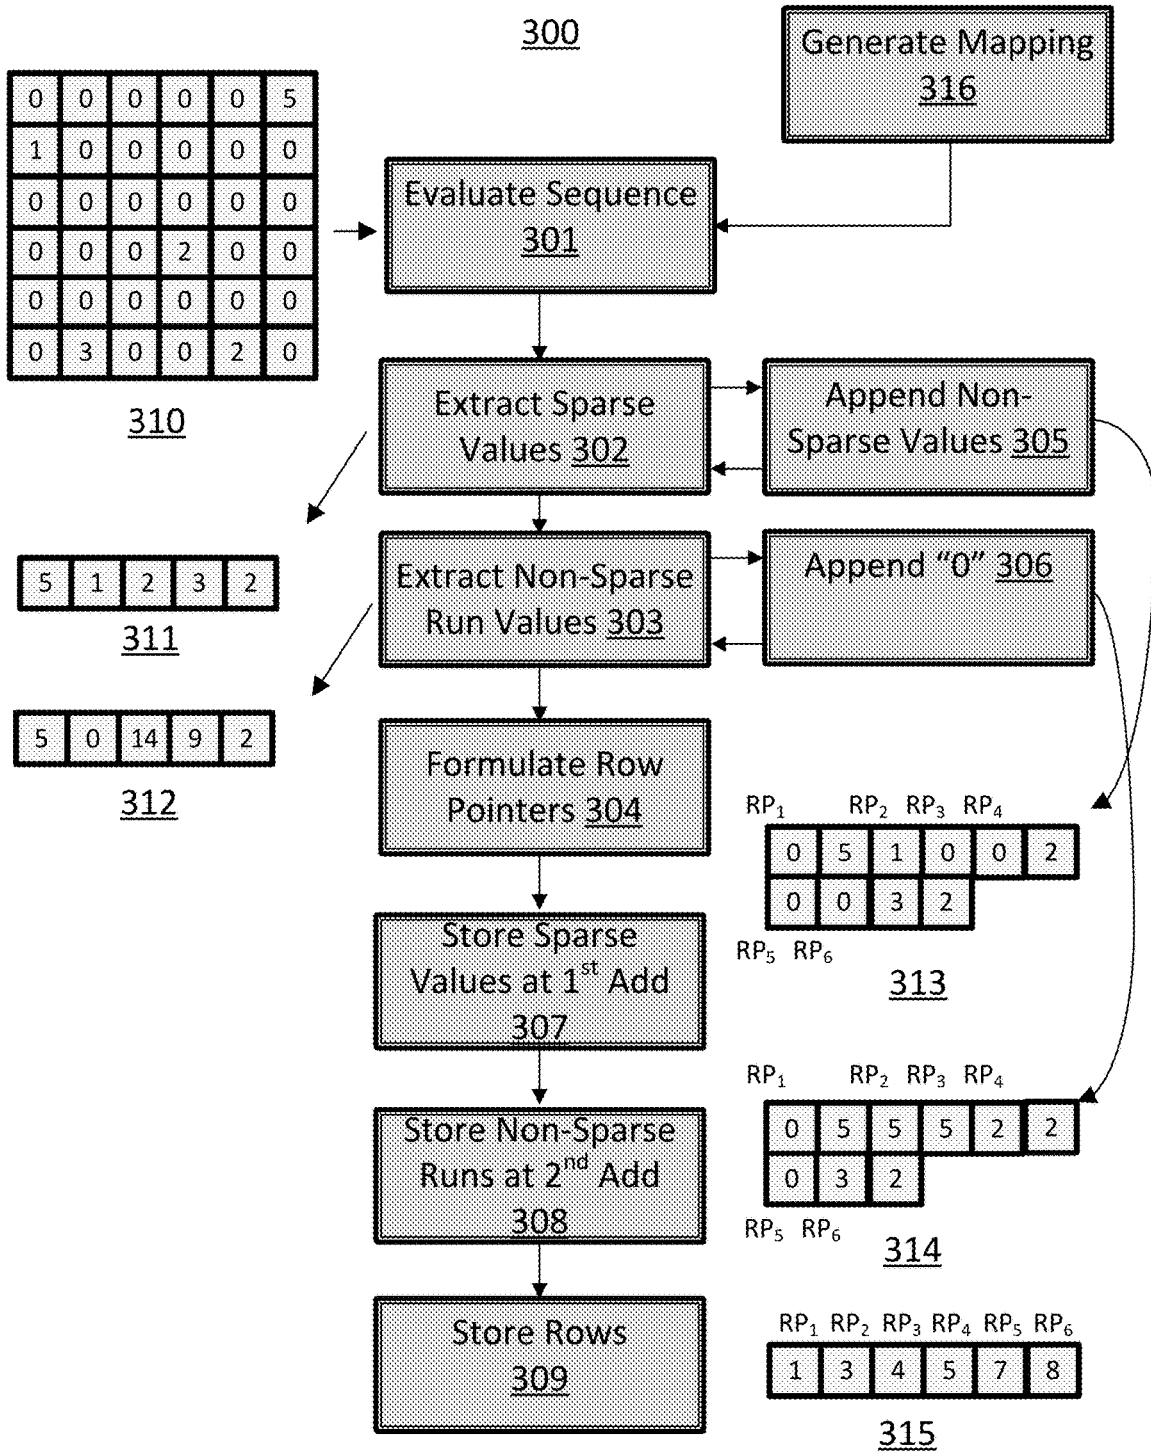 300
Generate Mapping
316
0 0 0 0 0 5
1 0 0 0 0 0
0 0 0 0 0 0
0 0 0 2 0 0
0 0 0 0 0 0
0 3 0 0 2 0
310
Evaluate Sequence
301
Extract Sparse
Values 302
Append Non-
Sparse Values 305
5 1 2 3 2
311
Extract Non-Sparse
Run Values 303
Append “0” 306
5 0 14 9 2
312
Formulate Row
Pointers 304
RP1 RP2 RP3 RP4
0 5 1 0 0 2
0 0 3 2
RP5 RP6
313
Store Sparse
Values at 1st Add
307
RP1 RP2 RP3 RP4
0 5 5 5 2 2
0 3 2
RP5 RP6
314
Store Non-Sparse
Runs at 2nd Add
308
Store Rows
309
RP1 RP2 RP3 RP4 RP5 RP6
1 3 4 5 7 8
315